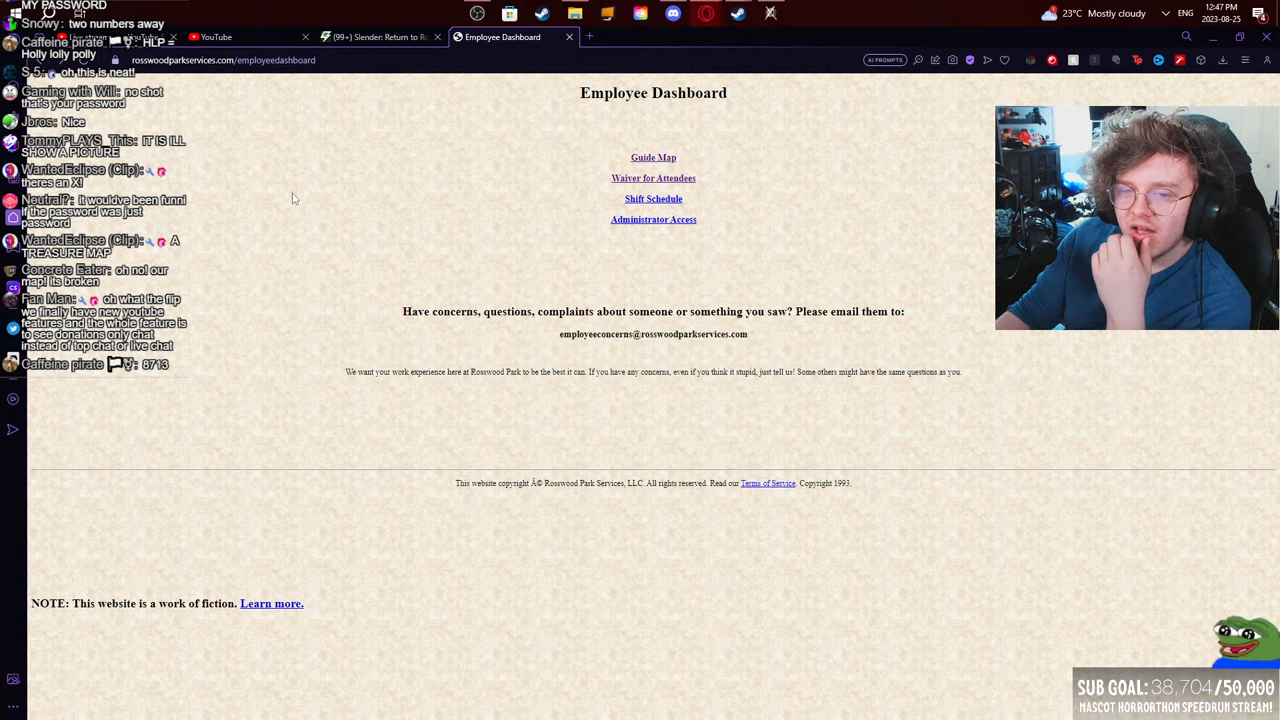 MY PASSWORD
Snowy: two numbers away
Caffeine pirate: HLP =
Holly lolly polly
S 5: oh this is neat!
Gaming with Will: no shot
that's your password
Jbros: Nice
TommyPLAYS_This: IT IS ILL
SHOW A PICTURE
WantedEclipse (Clip):
theres an X!
Neutral?: it wouldve been funni
if the password was just
password
WantedEclipse (Clip): A
TREASURE MAP
Concrete Eater: oh no! our
map! its broken
Fan Man: oh what the flip
we finally have new youtube
features and the whole feature is
to see donations only chat
instead of top chat or live chat
Caffeine pirate: 8713
23°C Mostly cloudy
ENG
12:47 PM
2023-08-25
4
YouTube
(99+) Slender: Return to Ro
Employee Dashboard
rosswoodparkservices.com/employeedashboard
AI PROMPTS
Employee Dashboard
Guide Map
Waiver for Attendees
Shift Schedule
Administrator Access
Have concerns, questions, complaints about someone or something you saw? Please email them to:
employeeconcerns@rosswoodparkservices.com
We want your work experience here at Rosswood Park to be the best it can. If you have any concerns, even if you think it stupid, just tell us! Some others might have the same questions as you.
This website copyright Â© Rosswood Park Services, LLC. All rights reserved. Read our Terms of Service. Copyright 1993.
NOTE: This website is a work of fiction. Learn more.
SUB GOAL: 38,704/50,000
MASCOT HORRORTHON SPEEDRUN STREAM!